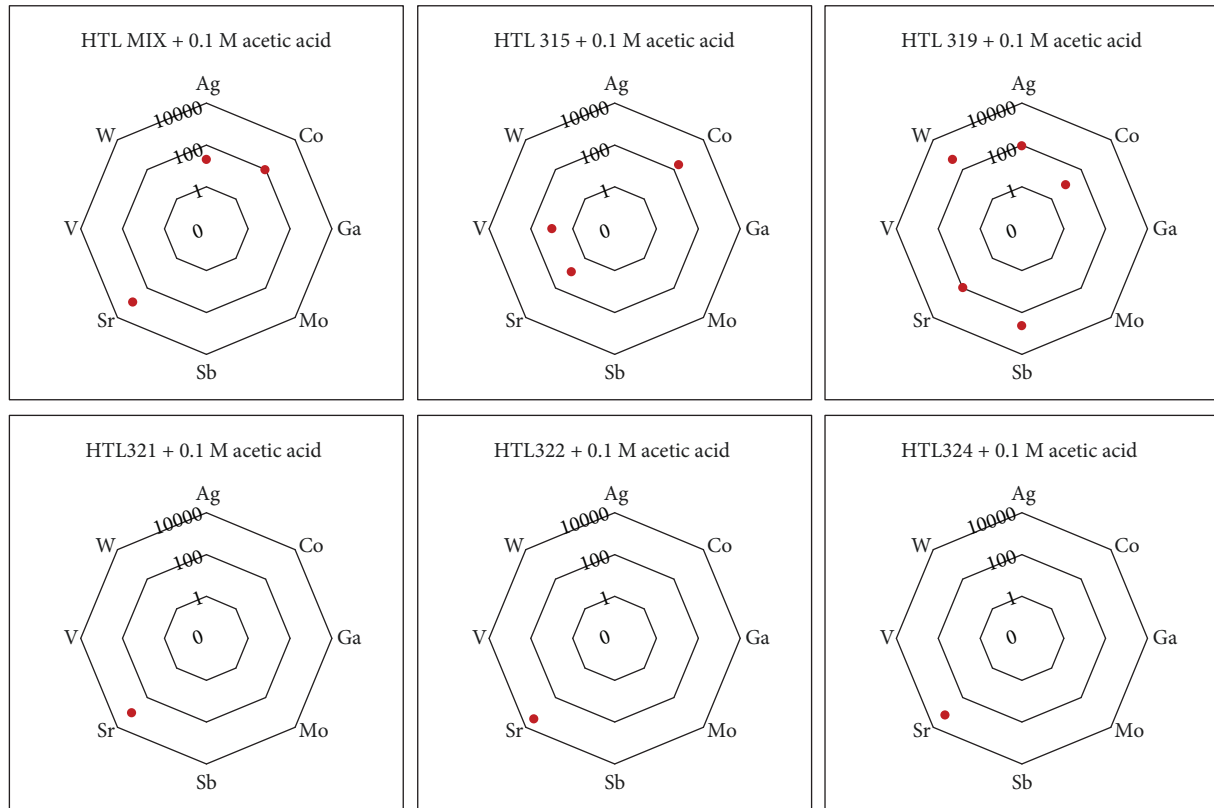 HTL MIX + 0.1 M acetic acid
Ag
10000
W
Co
100
1
V
0
Ga
Sr
Mo
Sb
HTL 315 + 0.1 M acetic acid
Ag
10000
W
Co
100
1
V
0
Ga
Sr
Mo
Sb
HTL 319 + 0.1 M acetic acid
Ag
10000
W
Co
100
1
V
0
Ga
Sr
Mo
Sb
HTL321 + 0.1 M acetic acid
Ag
10000
W
Co
100
1
V
0
Ga
Sr
Mo
Sb
HTL322 + 0.1 M acetic acid
Ag
10000
W
Co
100
1
V
0
Ga
Sr
Mo
Sb
HTL324 + 0.1 M acetic acid
Ag
10000
W
Co
100
1
V
0
Ga
Sr
Mo
Sb